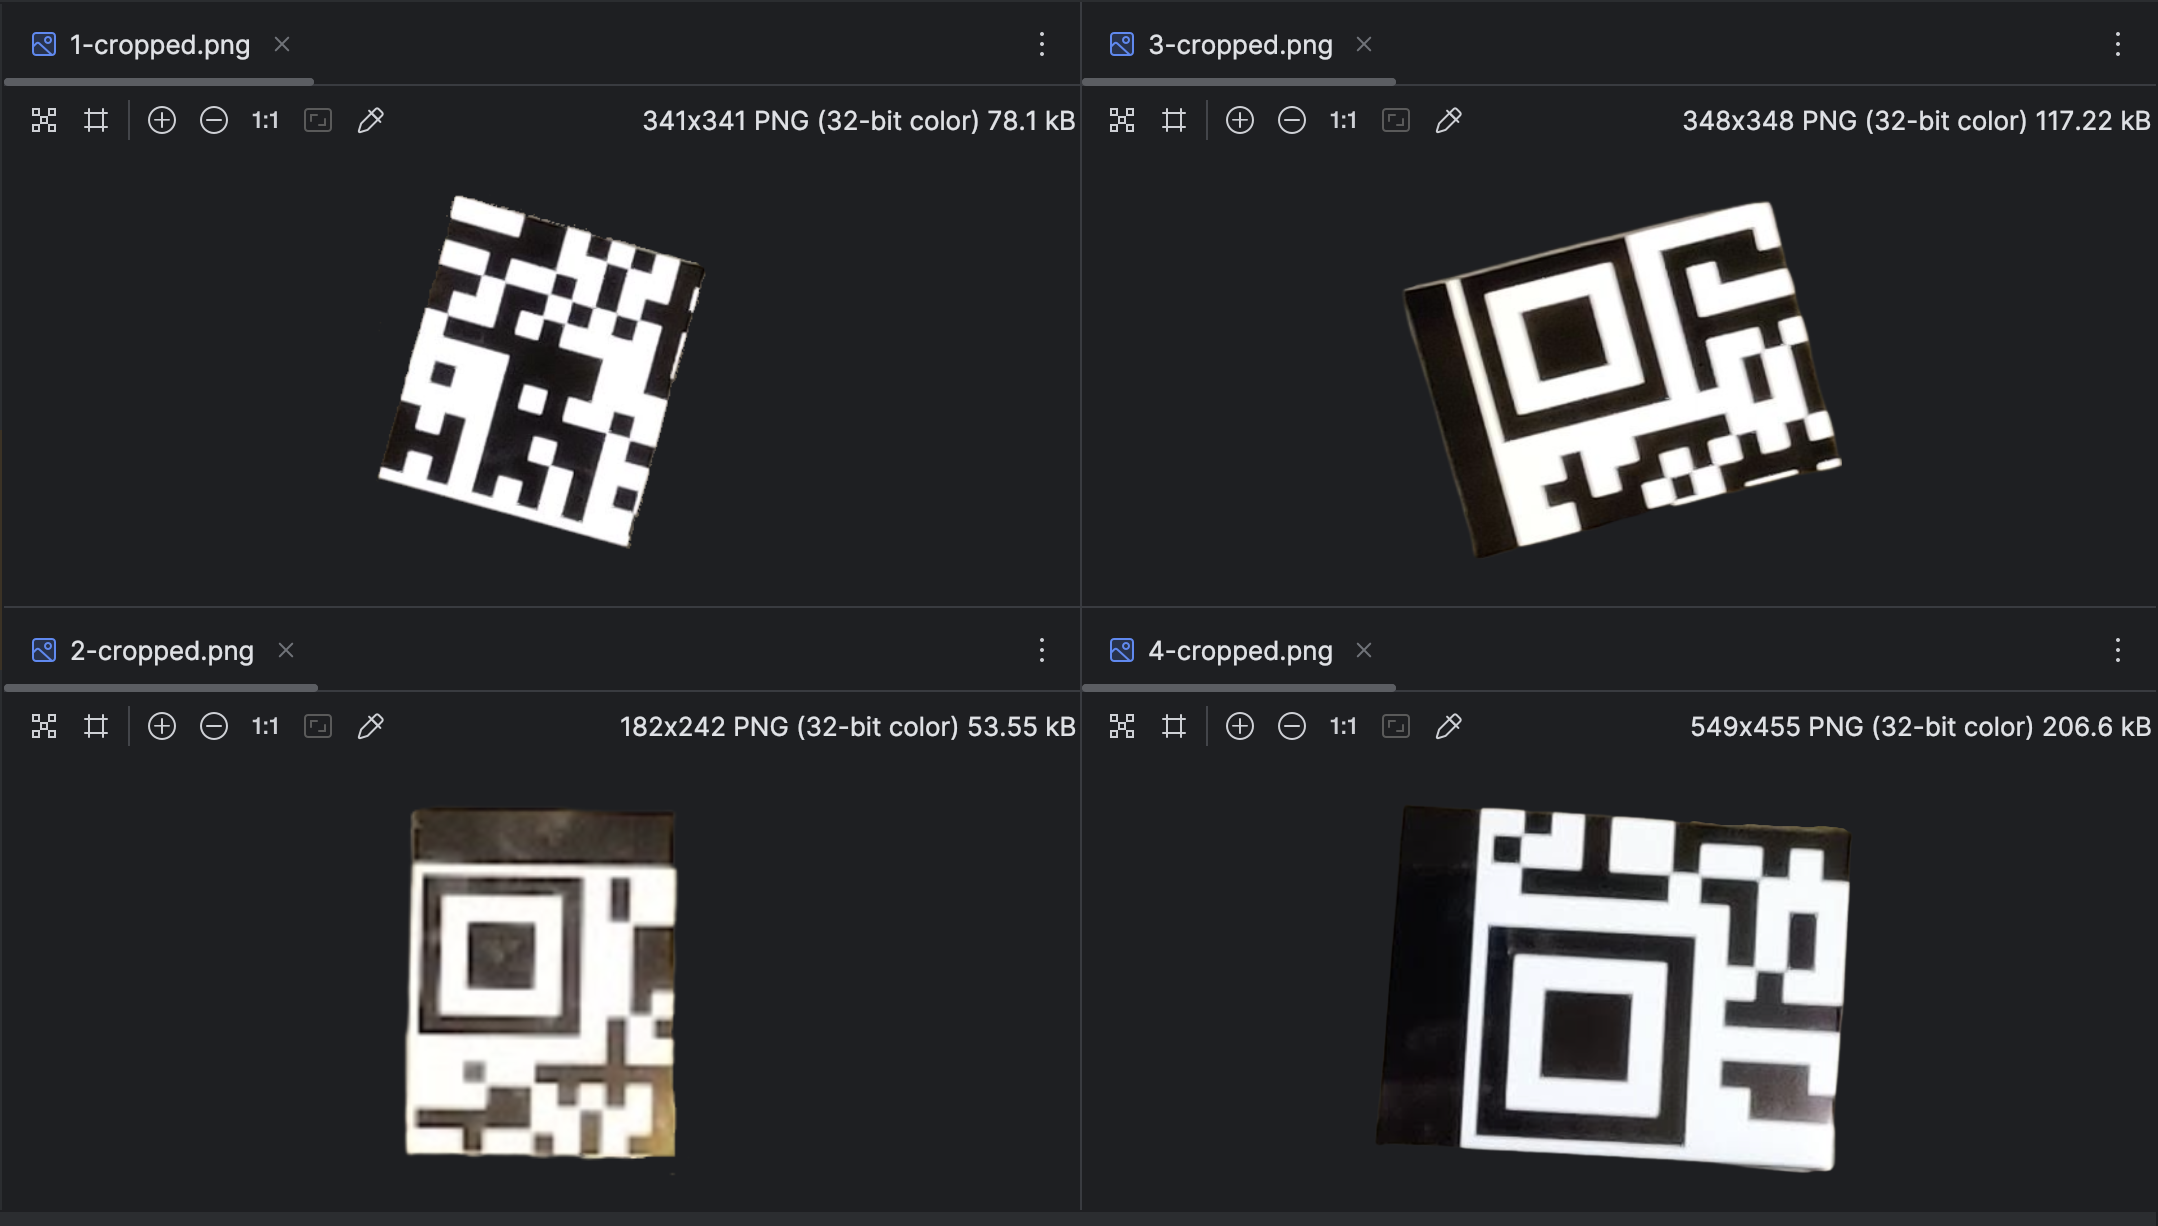 1-cropped.png
1:1
341x341 PNG (32-bit color) 78.1 kB
3-cropped.png
1:1
348x348 PNG (32-bit color) 117.22 kB
2-cropped.png
1:1
182x242 PNG (32-bit color) 53.55 kB
4-cropped.png
1:1
549x455 PNG (32-bit color) 206.6 kB